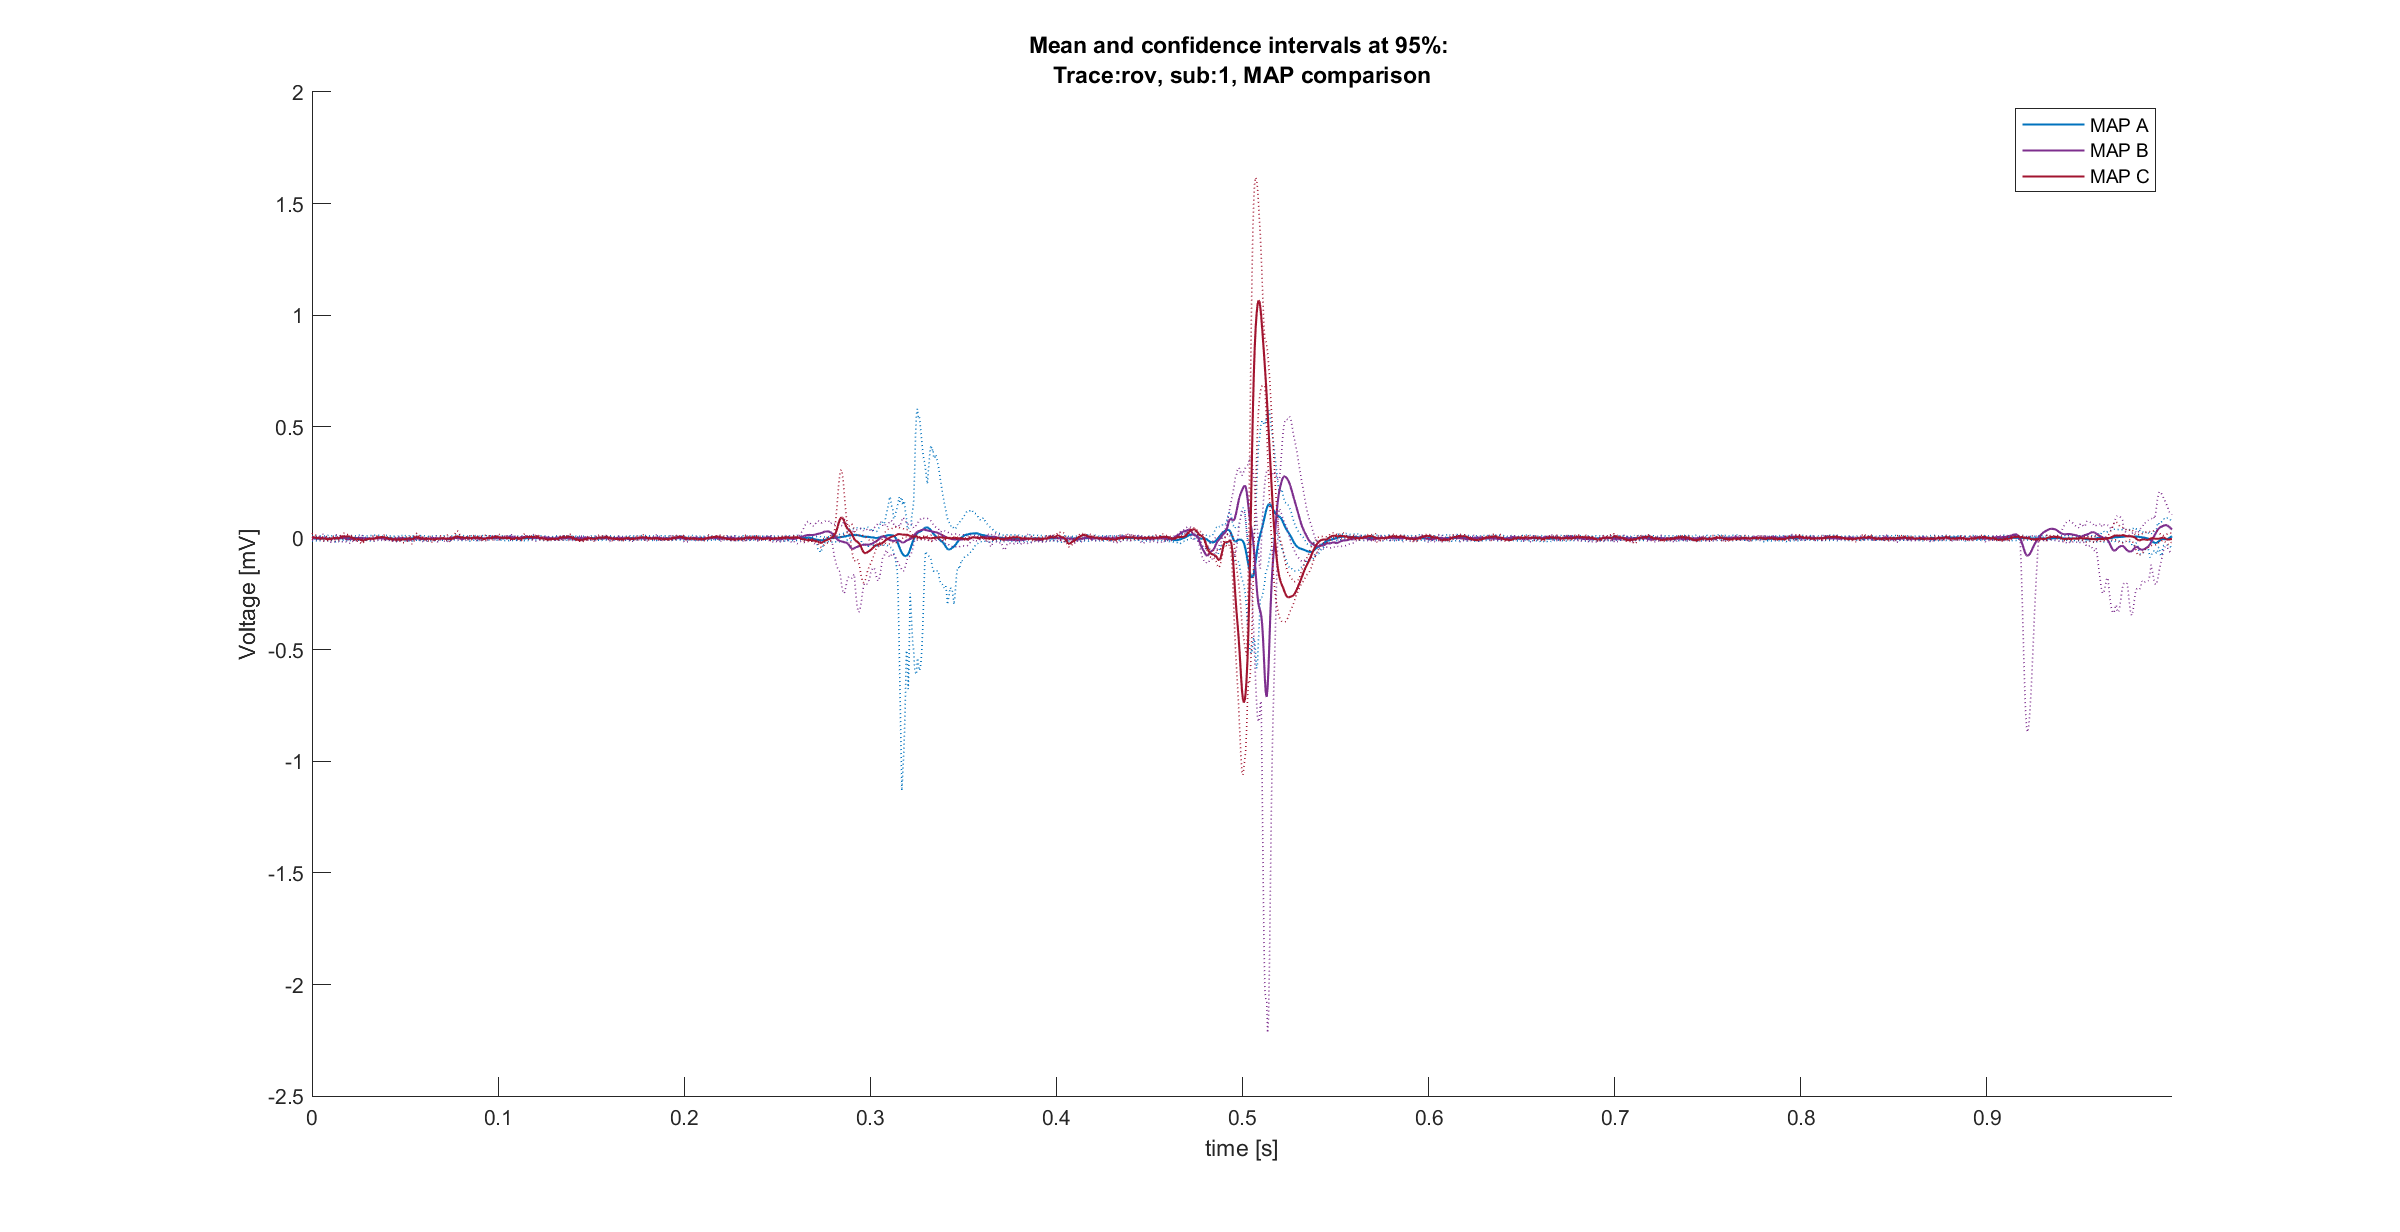 Mean and confidence intervals at 95%:
Trace:rov, sub:1, MAP comparison
MAP A
MAP B
MAP C
Voltage [mV]
2
1.5
1
0.5
0
-0.5
-1
-1.5
-2
-2.5
0 0.1 0.2 0.3 0.4 0.5 0.6 0.7 0.8 0.9
time [s]